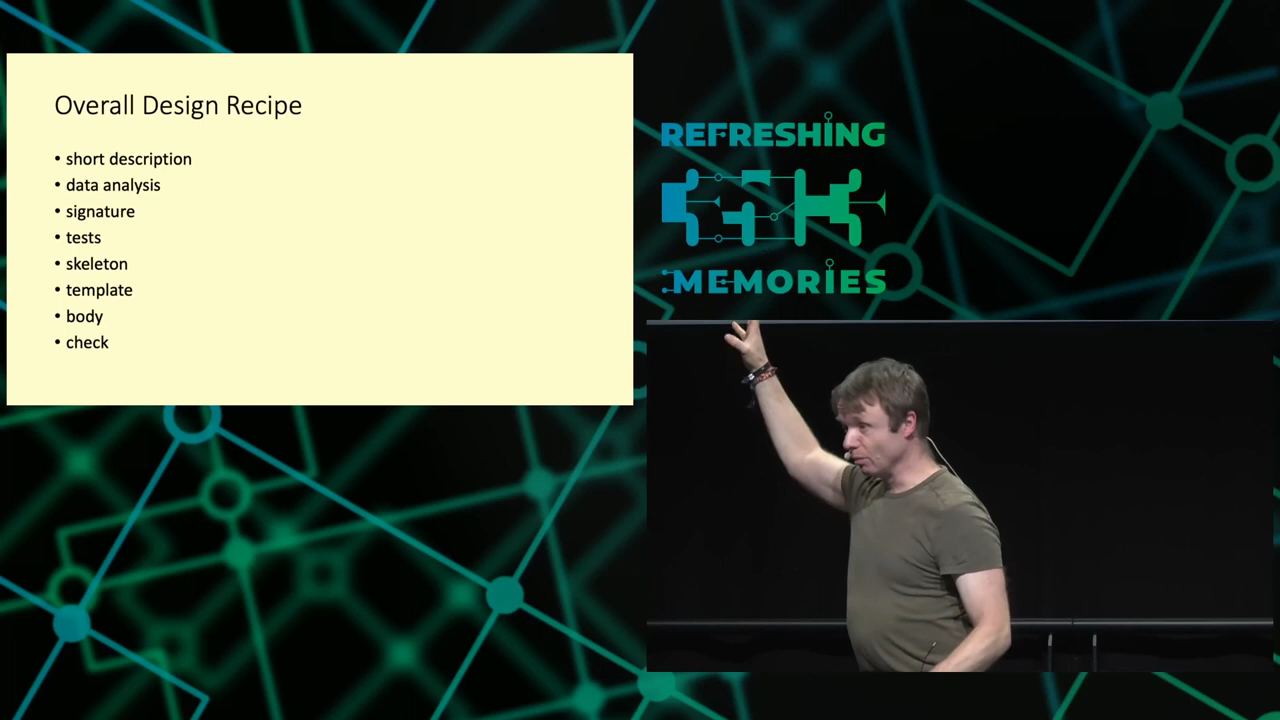 Overall Design Recipe
• short description
• data analysis
• signature
• tests
• skeleton
• template
• body
• check
REFRESHING
MEMORIES